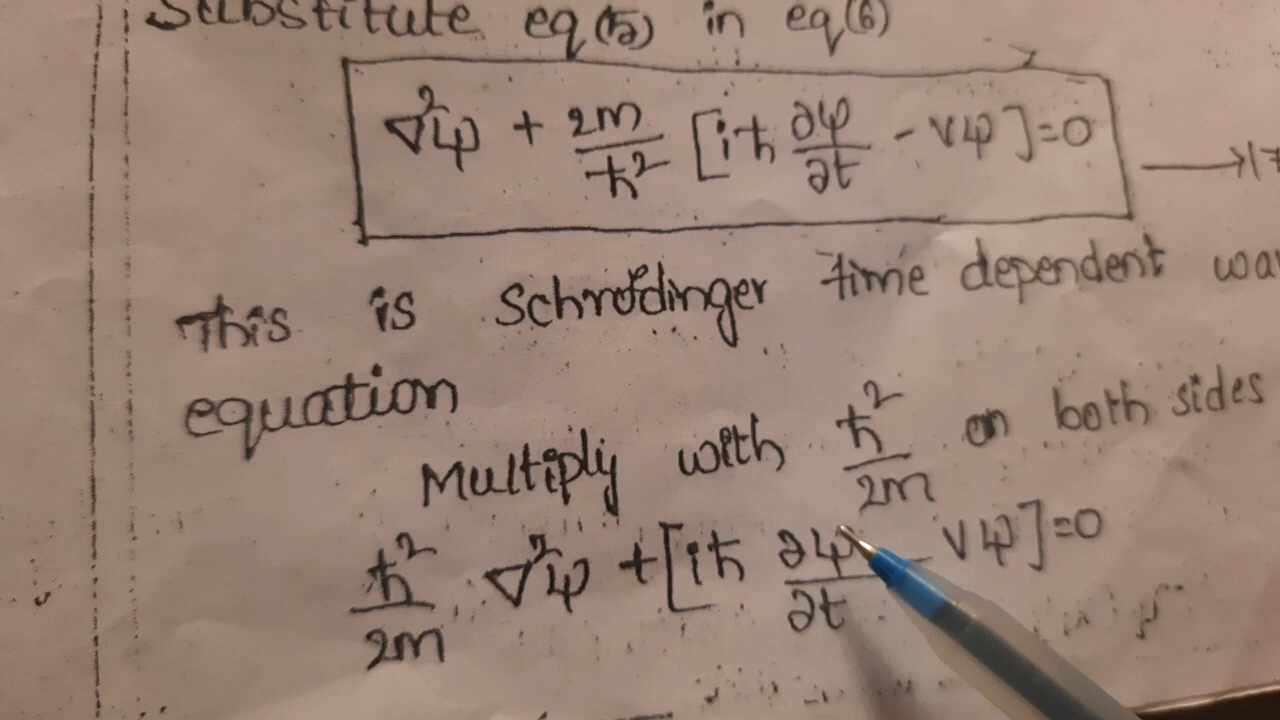 Substitute eq(5) in eq(6)
∇²ψ + 2m/ħ² [iħ ∂ψ/∂t - Vψ] = 0
This is Schrodinger time dependent
equation
Multiply with ħ²/2m on both sides
ħ²/2m ∇²ψ + [iħ ∂ψ/∂t - Vψ] = 0